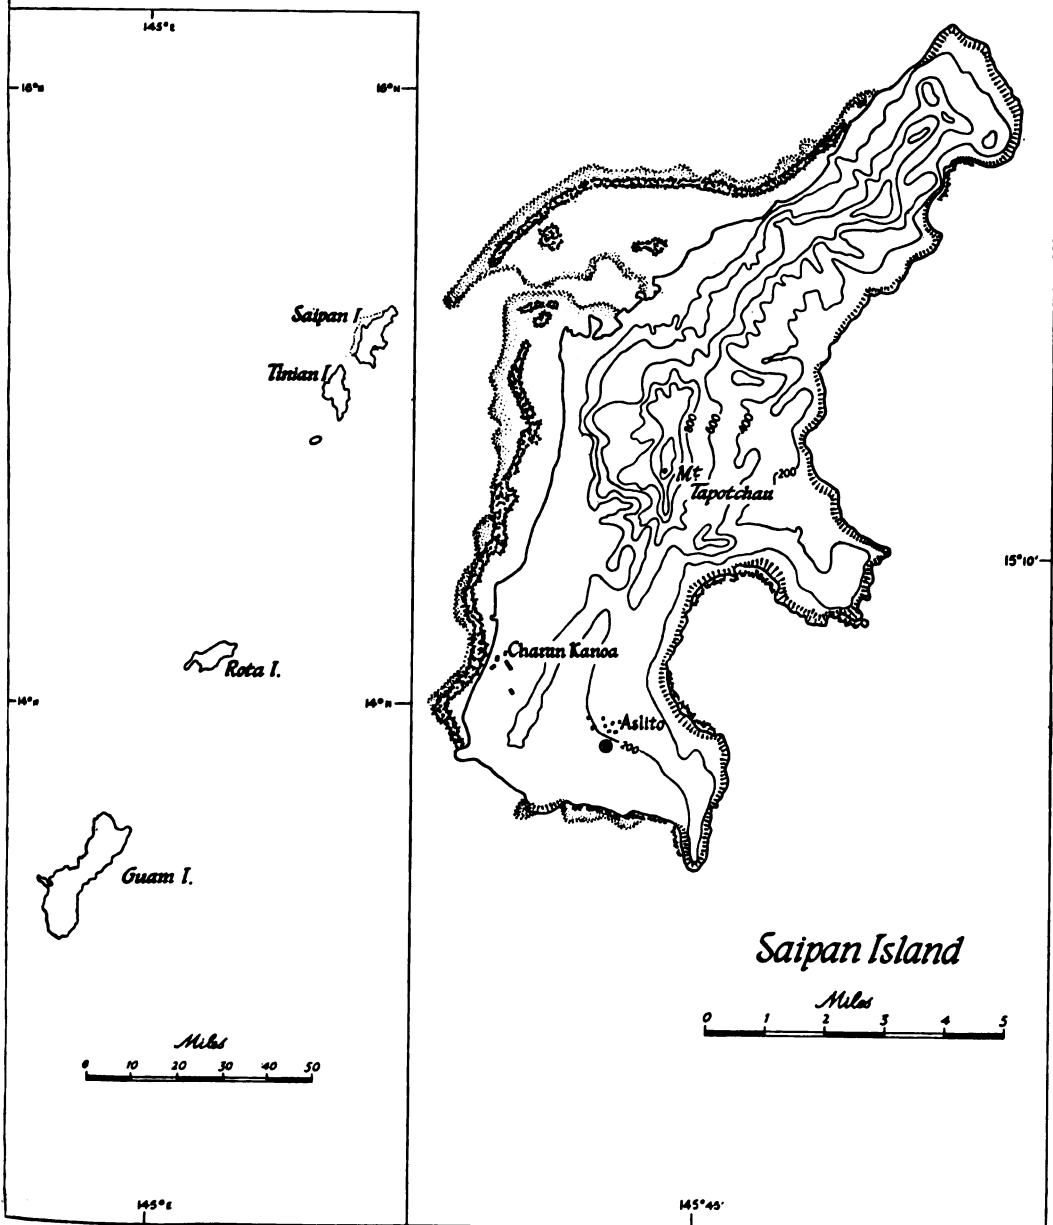 145°E
16°N
16°N
Saipan I.
Tinian I.
Rota I.
14°N
14°N
Guam I.
Miles
0 10 20 30 40 50
145°E
800
600
400
200
Mt
Tapotchau
15°10'
Charan Kanoa
Aslito
200
Saipan Island
Miles
0 1 2 3 4 5
145°45'